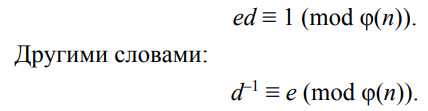 ed ≡ 1 (mod φ(n)).
Другими словами:
d⁻¹ ≡ e (mod φ(n)).